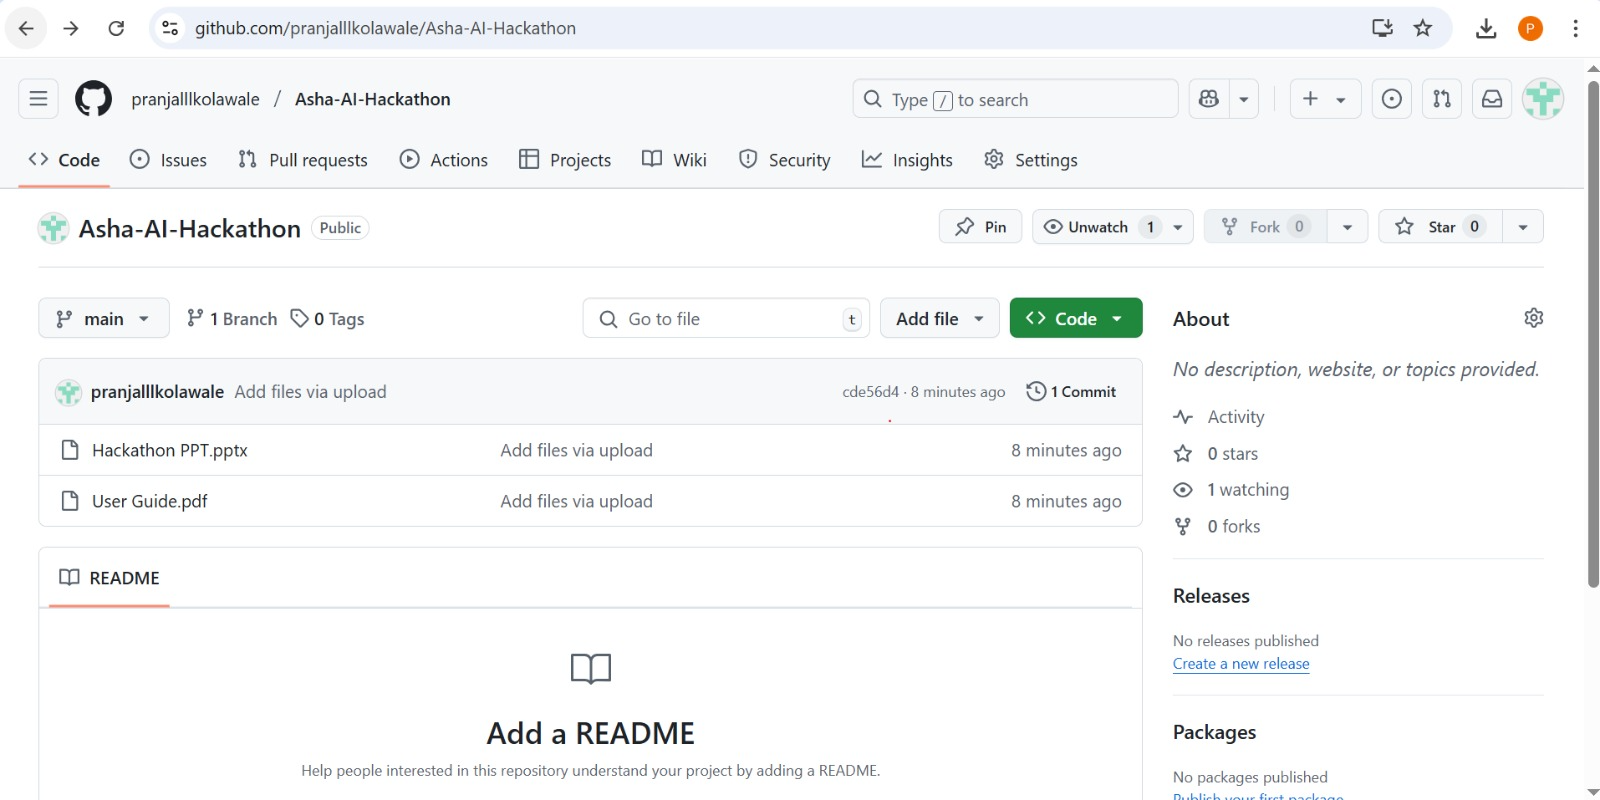 github.com/pranjalllkolawale/Asha-AI-Hackathon
P
pranjalllkolawale / Asha-AI-Hackathon
Type / to search
Code Issues Pull requests Actions Projects Wiki Security Insights Settings
Asha-AI-Hackathon Public
Pin Unwatch 1 Fork 0 Star 0
main 1 Branch 0 Tags Go to file t Add file Code
pranjalllkolawale Add files via upload cde56d4 · 8 minutes ago 1 Commit
Hackathon PPT.pptx Add files via upload 8 minutes ago
User Guide.pdf Add files via upload 8 minutes ago
README
Add a README
Help people interested in this repository understand your project by adding a README.
About
No description, website, or topics provided.
Activity
0 stars
1 watching
0 forks
Releases
No releases published
Create a new release
Packages
No packages published
Publish your first package